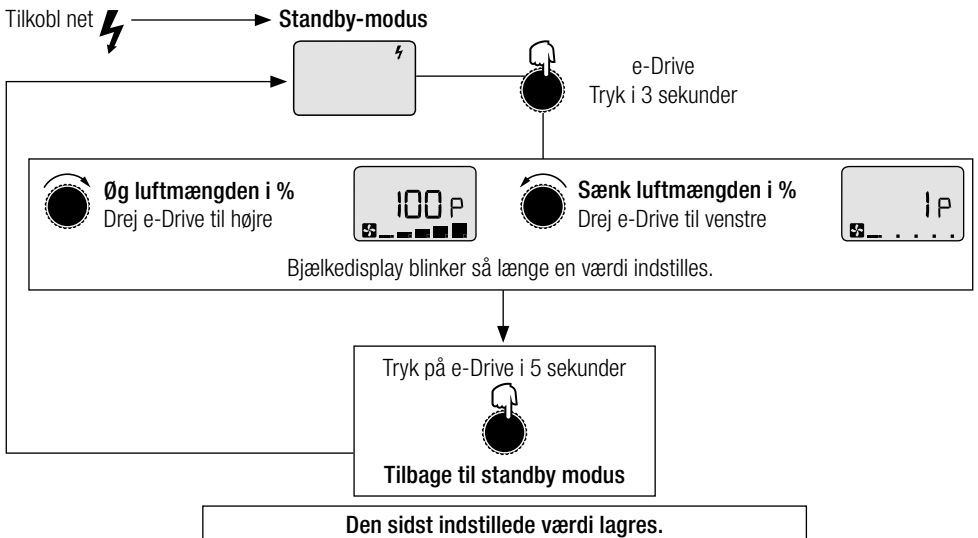 Tilkobl net
Standby-modus
e-Drive
Tryk i 3 sekunder
Øg luftmængden i %
Drej e-Drive til højre
100 P
Sænk luftmængden i %
Drej e-Drive til venstre
1 P
Bjælkedisplay blinker så længe en værdi indstilles.
Tryk på e-Drive i 5 sekunder
Tilbage til standby modus
Den sidst indstillede værdi lagres.